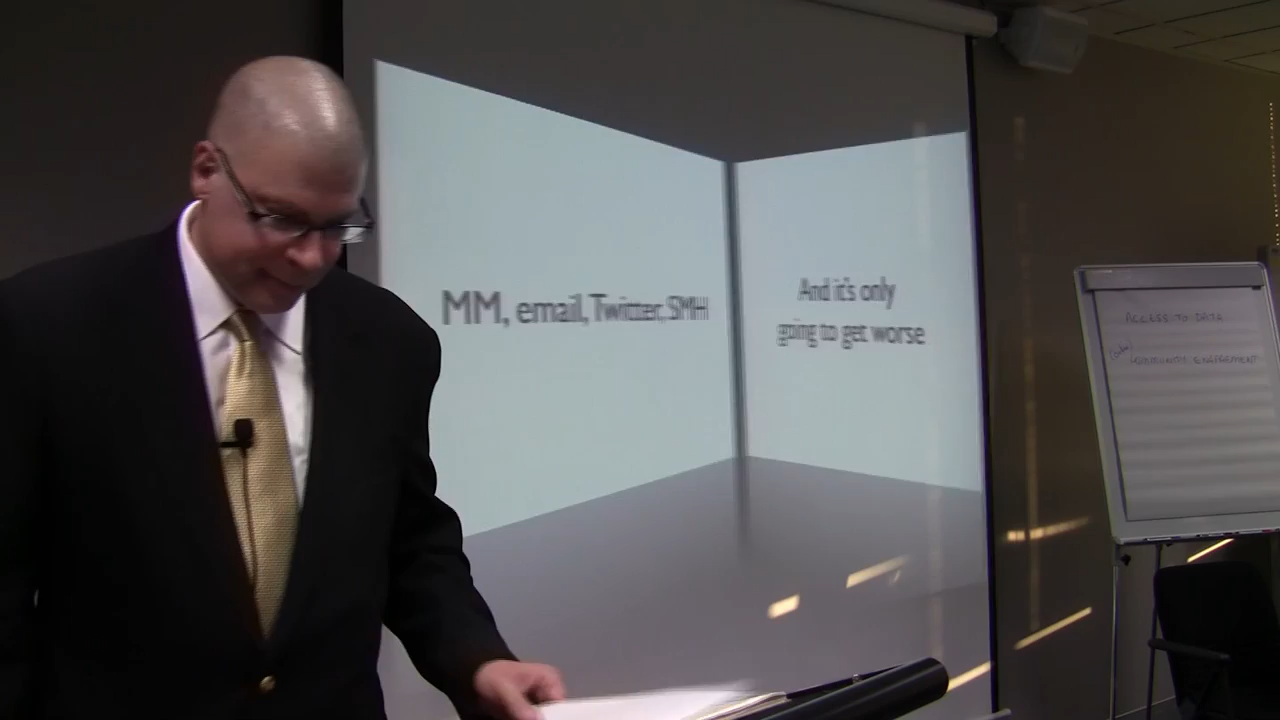 MM, email, Twitter, SMH
And it's only
going to get worse
ACCESS TO DATA
COMMUNITY ENGAGEMENT